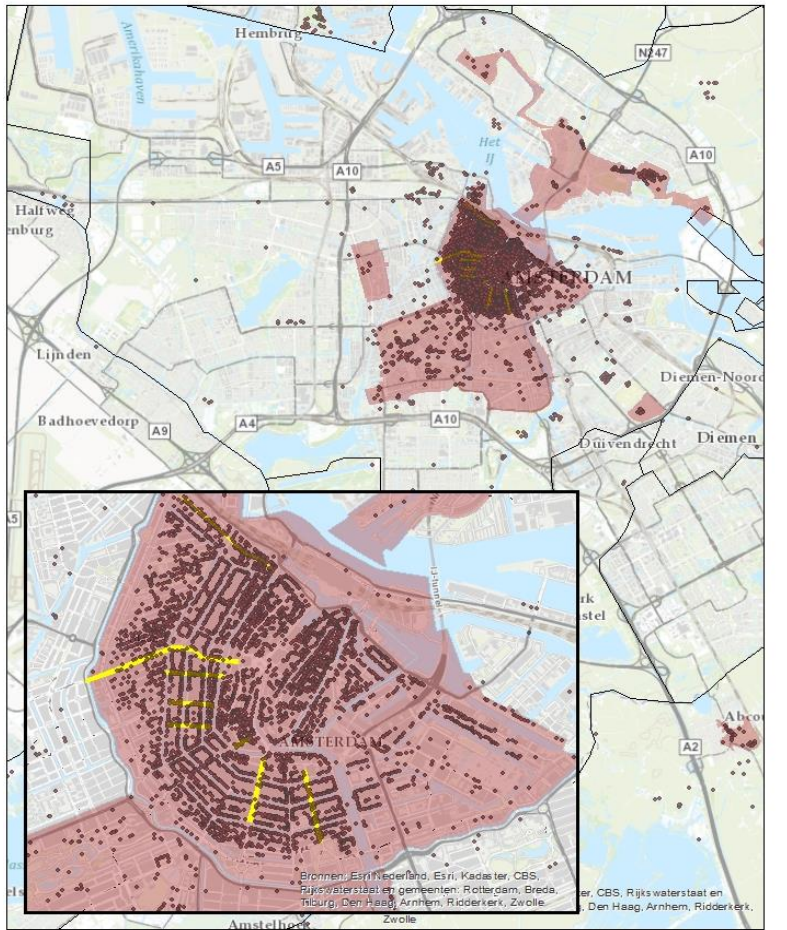 Hembrug
N247
Amerikahaven
Het
IJ
A10
A5
A10
Halfweg
enburg
AMSTERDAM
Lijnden
Diemen-Noord
Badhoevedorp
A9
A4
A10
Duivendrecht
Diemen
A5
IJ-tunnel
rk
stel
AMSTERDAM
Abcou
A2
Bronnen: Esri Nederland, Esri, Kadaster, CBS,
Rijkswaterstaat en gemeenten: Rotterdam, Breda,
Tilburg, Den Haag, Arnhem, Ridderkerk, Zwolle
ter, CBS, Rijkswaterstaat en
, Den Haag, Arnhem, Ridderkerk,
Zwolle
els
Amstelhoek